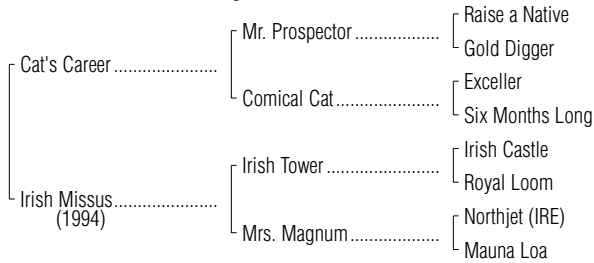 Raise a Native
Mr. Prospector ..................
Gold Digger
Cat's Career ......................
Exceller
Comical Cat ......................
Six Months Long
Irish Castle
Irish Tower ........................
Royal Loom
Irish Missus ......................
(1994)
Northjet (IRE)
Mrs. Magnum ...................
Mauna Loa